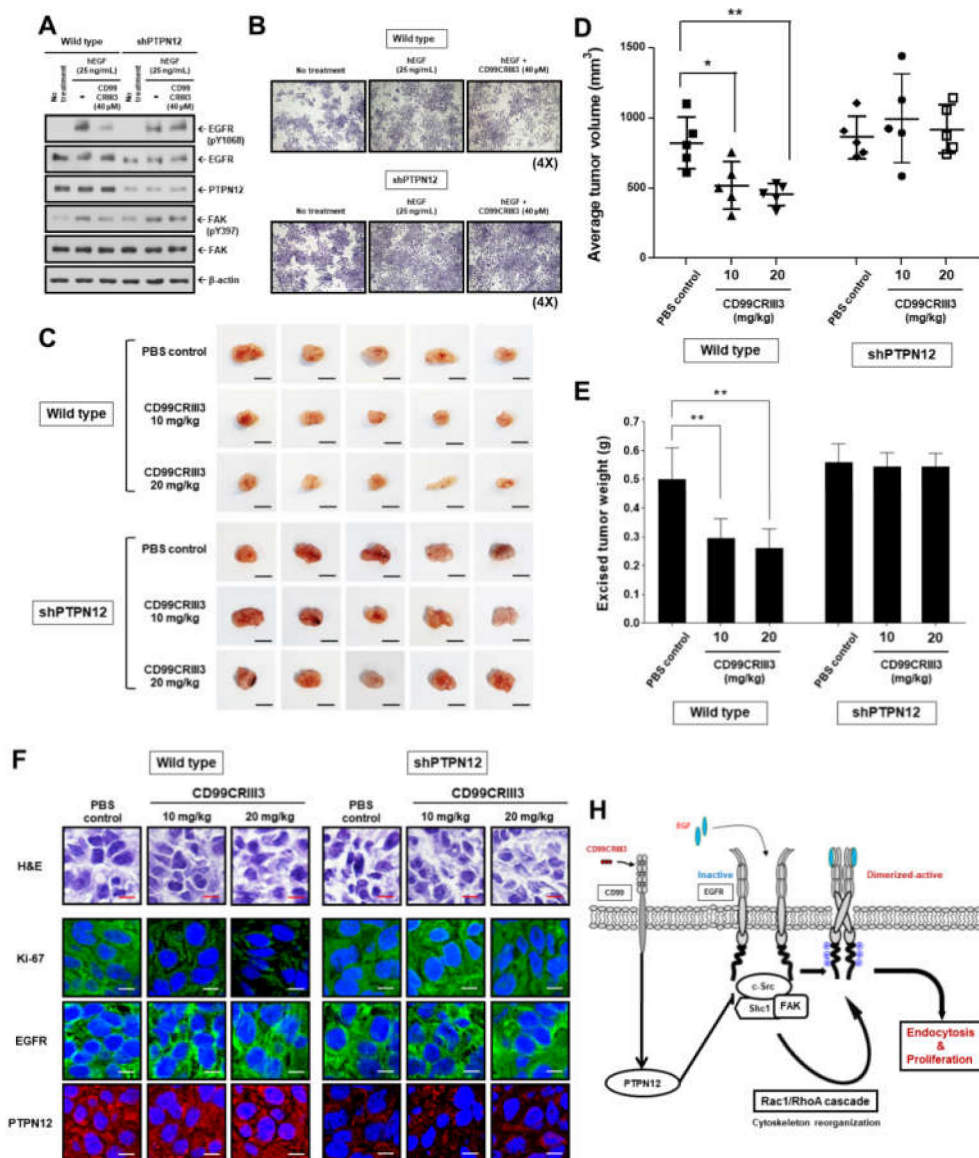 A
Wild type shPTPN12
No treatment
hEGF
(25 ng/mL)
-
CD99
CRIII3
(40 μM)
No treatment
hEGF
(25 ng/mL)
-
CD99
CRIII3
(40 μM)
← EGFR
(pY1068)
← EGFR
← PTPN12
← FAK
(pY397)
← FAK
← β-actin
B
Wild type
No treatment
hEGF
(25 ng/mL)
hEGF +
CD99CRIII3 (40 μM)
(4X)
shPTPN12
No treatment
hEGF
(25 ng/mL)
hEGF +
CD99CRIII3 (40 μM)
(4X)
C
Wild type
PBS control
CD99CRIII3
10 mg/kg
CD99CRIII3
20 mg/kg
shPTPN12
PBS control
CD99CRIII3
10 mg/kg
CD99CRIII3
20 mg/kg
D
Average tumor volume (mm³)
1500
1000
500
0
*
**
PBS control
10 20
CD99CRIII3
(mg/kg)
Wild type
PBS control
10 20
CD99CRIII3
(mg/kg)
shPTPN12
E
Excised tumor weight (g)
0.7
0.6
0.5
0.4
0.3
0.2
0.1
0.0
**
**
PBS control
10 20
CD99CRIII3
(mg/kg)
Wild type
PBS control
10 20
CD99CRIII3
(mg/kg)
shPTPN12
F
Wild type shPTPN12
PBS
control
CD99CRIII3
10 mg/kg 20 mg/kg
PBS
control
CD99CRIII3
10 mg/kg 20 mg/kg
H&E
Ki-67
EGFR
PTPN12
H
EGF
CD99CRIII3
CD99
Inactive
EGFR
Dimerized-active
c-Src
Shc1
FAK
PTPN12
Endocytosis
&
Proliferation
Rac1/RhoA cascade
Cytoskeleton reorganization